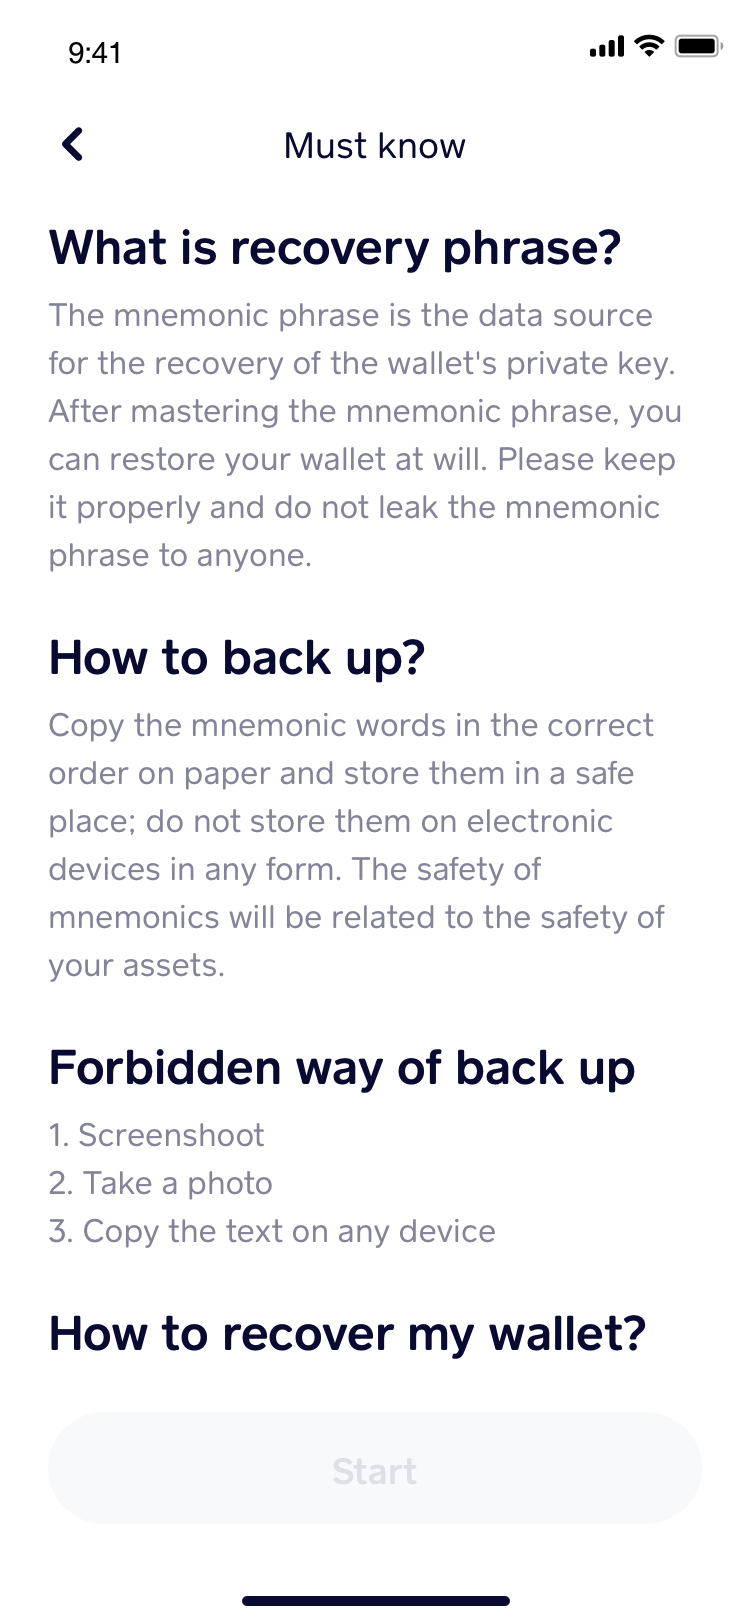 9:41
Must know
What is recovery phrase?
The mnemonic phrase is the data source
for the recovery of the wallet's private key.
After mastering the mnemonic phrase, you
can restore your wallet at will. Please keep
it properly and do not leak the mnemonic
phrase to anyone.
How to back up?
Copy the mnemonic words in the correct
order on paper and store them in a safe
place; do not store them on electronic
devices in any form. The safety of
mnemonics will be related to the safety of
your assets.
Forbidden way of back up
1. Screenshoot
2. Take a photo
3. Copy the text on any device
How to recover my wallet?
Start